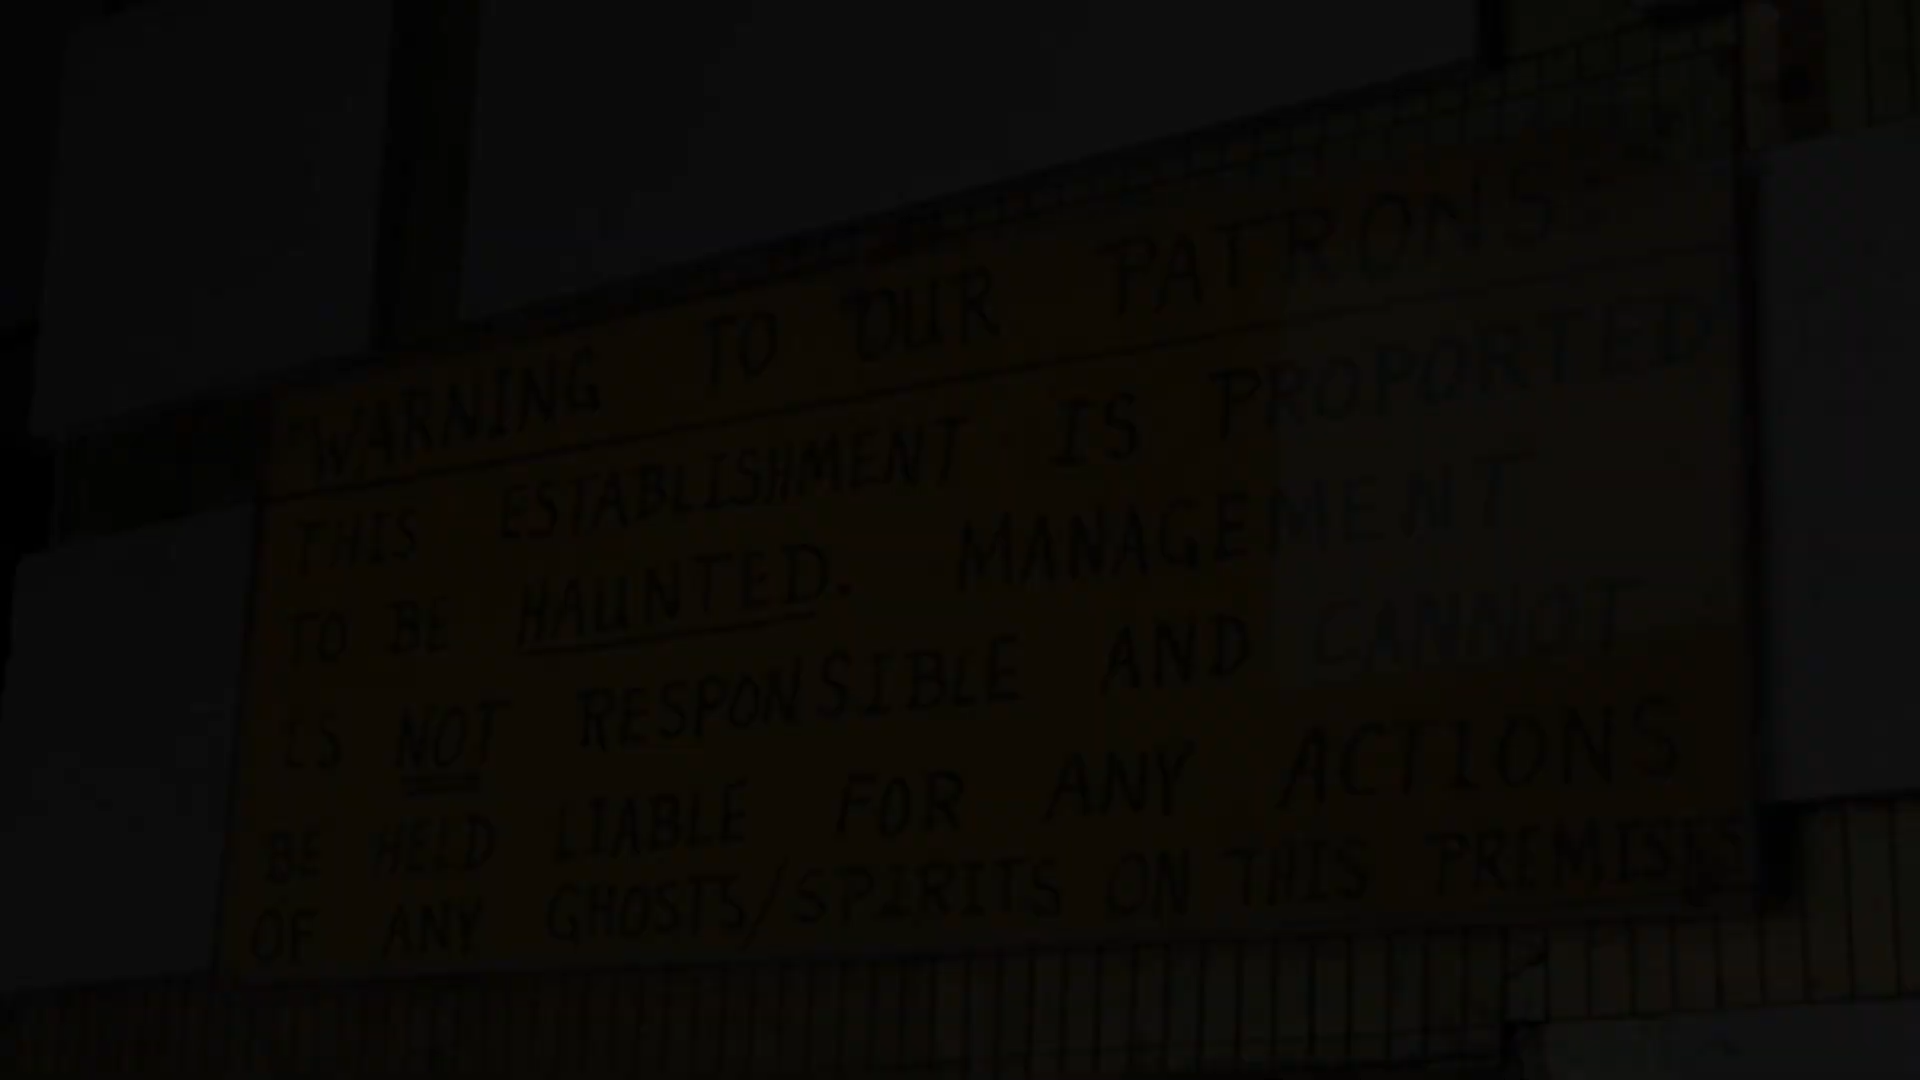 "WARNING TO OUR PATRONS"
THIS ESTABLISHMENT IS PROPORTED
TO BE HAUNTED. MANAGEMENT
IS NOT RESPONSIBLE AND CANNOT
BE HELD LIABLE FOR ANY ACTIONS
OF ANY GHOSTS/SPIRITS ON THIS PREMISIS